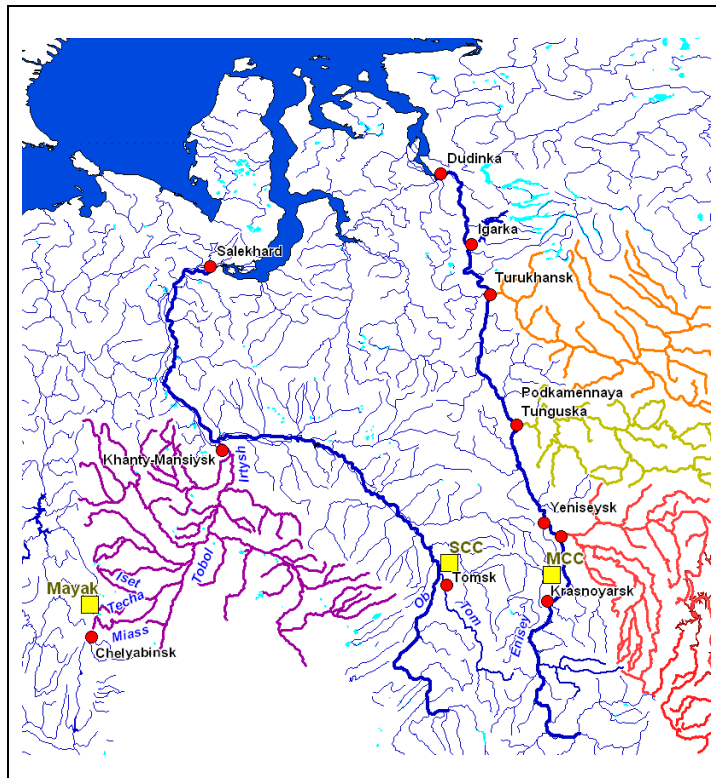 Dudinka
Igarka
Salekhard
Turukhansk
Podkamennaya
Tunguska
Khanty-Mansiysk
Irtysh
Yeniseysk
SCC
MCC
Tobol
Iset
Mayak
Techa
Tomsk
Ob
Tom
Krasnoyarsk
Enisey
Miass
Chelyabinsk